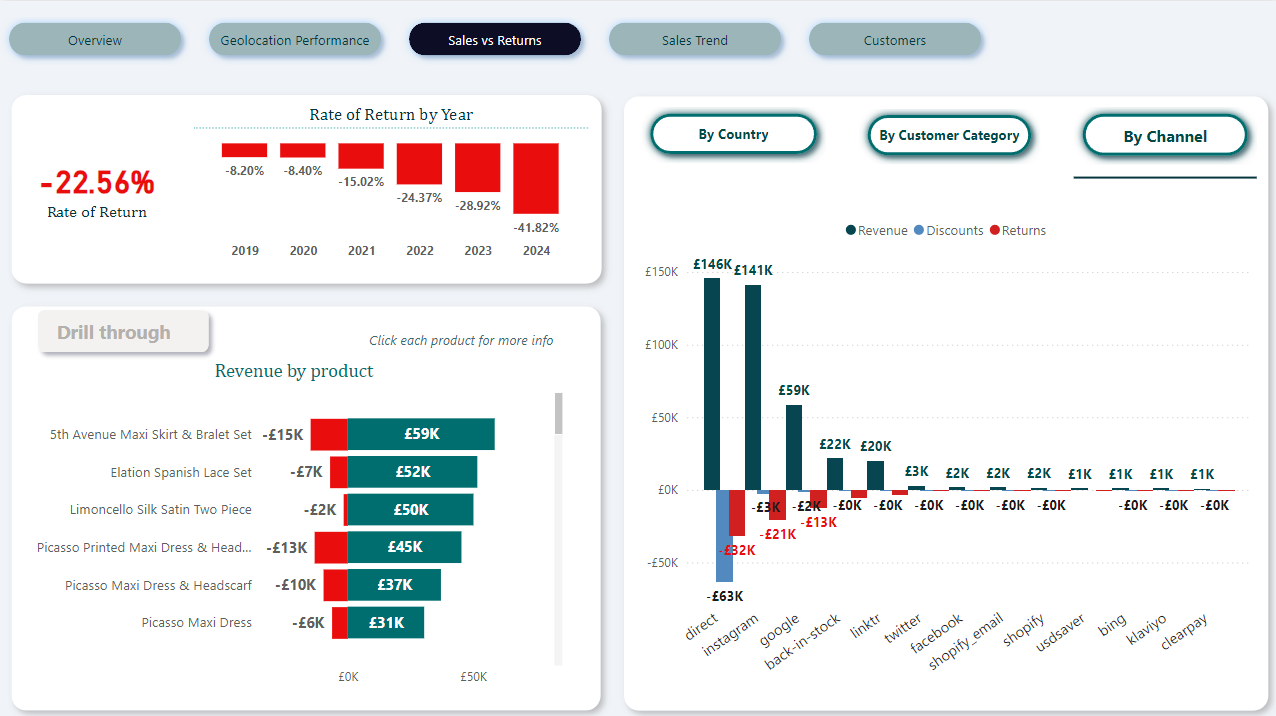 Overview
Geolocation Performance
Sales vs Returns
Sales Trend
Customers
Rate of Return by Year
-22.56%
Rate of Return
-8.20%
-8.40%
-15.02%
-24.37%
-28.92%
-41.82%
2019
2020
2021
2022
2023
2024
Drill through
Click each product for more info
Revenue by product
5th Avenue Maxi Skirt & Bralet Set -£15K £59K
Elation Spanish Lace Set -£7K £52K
Limoncello Silk Satin Two Piece -£2K £50K
Picasso Printed Maxi Dress & Head... -£13K £45K
Picasso Maxi Dress & Headscarf -£10K £37K
Picasso Maxi Dress -£6K £31K
£0K £50K
By Country
By Customer Category
By Channel
Revenue Discounts Returns
£150K
£100K
£50K
£0K
-£50K
£146K
£141K
£59K
£22K
£20K
£3K
£2K
£2K
£2K
£1K
£1K
£1K
£1K
-£3K
-£2K
-£0K
-£0K
-£0K
-£0K
-£0K
-£0K
-£0K
-£0K
-£0K
-£13K
-£21K
-£32K
-£63K
direct
instagram
google
back-in-stock
linktr
twitter
facebook
shopify_email
shopify
usdsaver
bing
klaviyo
clearpay